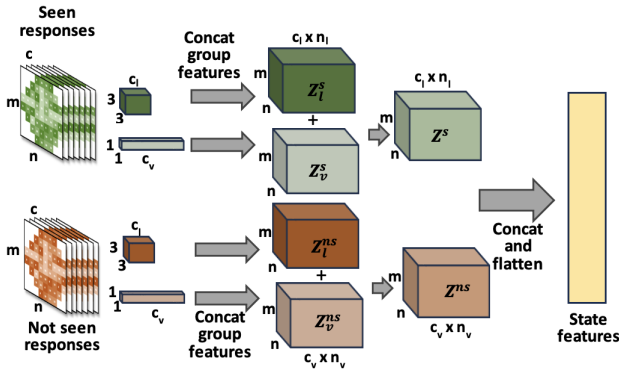 Seen
responses
c
m
n
c_l
3
3
1
1
c_v
Concat
group
features
c_l x n_l
m
n
Z_l^s
+
m
n
Z_v^s
c_l x n_l
m
n
Z^s
c
m
n
Not seen
responses
c_l
3
3
1
1
c_v
Concat
group
features
m
n
Z_l^ns
+
m
n
Z_v^ns
c_v x n_v
m
n
Z^ns
c_v x n_v
Concat
and
flatten
State
features